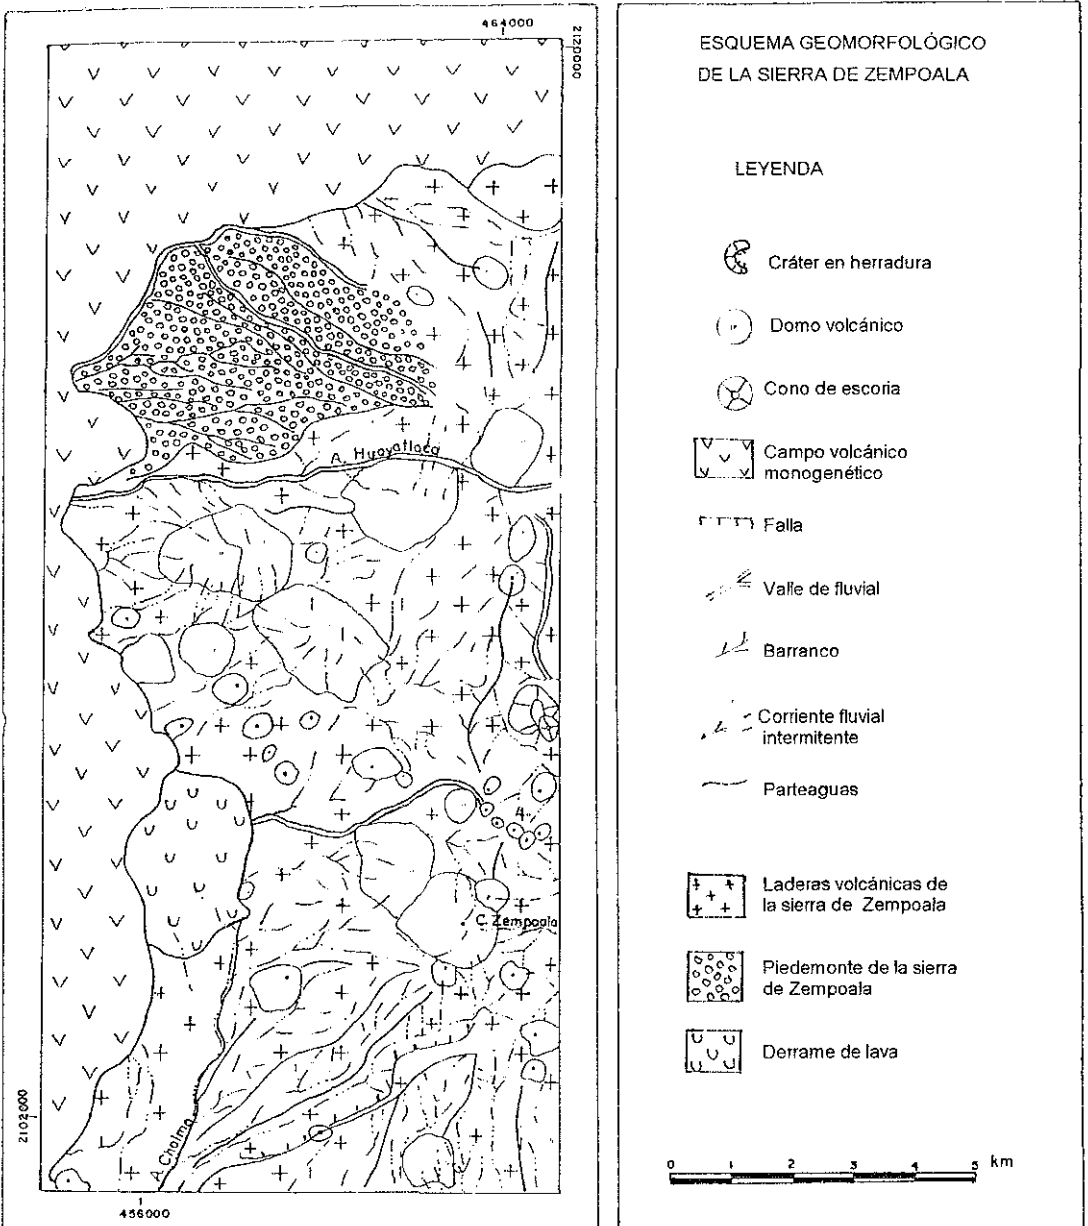 464000
2120000
A. Huayatlaco
C. Zempoala
A. Chalma
2102000
456000
ESQUEMA GEOMORFOLÓGICO
DE LA SIERRA DE ZEMPOALA
LEYENDA
Cráter en herradura
Domo volcánico
Cono de escoria
Campo volcánico
monogenético
Falla
Valle de fluvial
Barranco
Corriente fluvial
intermitente
Parteaguas
Laderas volcánicas de
la sierra de Zempoala
Piedemonte de la sierra
de Zempoala
Derrame de lava
0 1 2 3 4 5 km